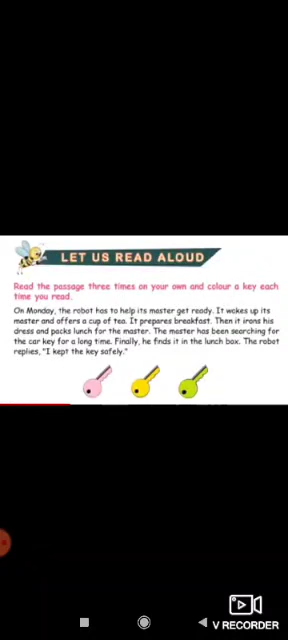 LET US READ ALOUD
Read the passage three times on your own and colour a key each
time you read.
On Monday, the robot has to help its master get ready. It wakes up its
master and offers a cup of tea. It prepares breakfast. Then it irons his
dress and packs lunch for the master. The master has been searching for
the car key for a long time. Finally, he finds it in the lunch box. The robot
replies, "I kept the key safely."
V RECORDER